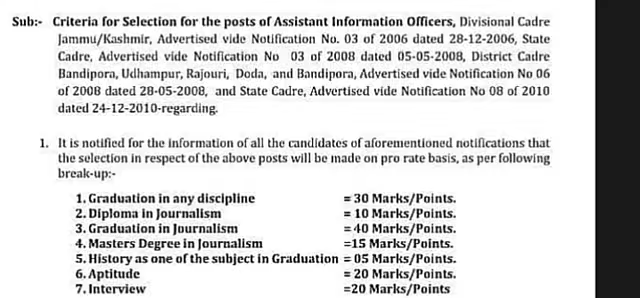 Sub:- Criteria for Selection for the posts of Assistant Information Officers, Divisional Cadre
Jammu/Kashmir, Advertised vide Notification No. 03 of 2006 dated 28-12-2006, State
Cadre, Advertised vide Notification No 03 of 2008 dated 05-05-2008, District Cadre
Bandipora, Udhampur, Rajouri, Doda, and Bandipora, Advertised vide Notification No 06
of 2008 dated 28-05-2008, and State Cadre, Advertised vide Notification No 08 of 2010
dated 24-12-2010-regarding.
1. It is notified for the information of all the candidates of aforementioned notifications that
the selection in respect of the above posts will be made on pro rate basis, as per following
break-up:-
1. Graduation in any discipline = 30 Marks/Points.
2. Diploma in Journalism = 10 Marks/Points.
3. Graduation in Journalism = 40 Marks/Points.
4. Masters Degree in Journalism =15 Marks/Points.
5. History as one of the subject in Graduation = 05 Marks/Points.
6. Aptitude = 20 Marks/Points.
7. Interview =20 Marks/Points